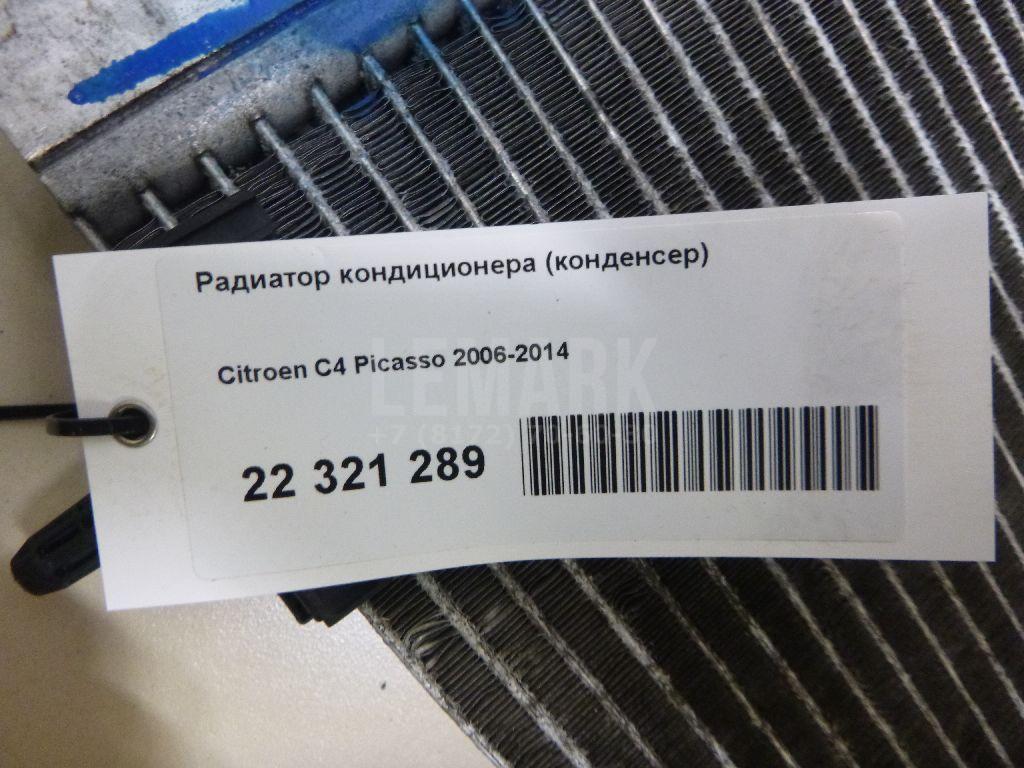 Радиатор кондиционера (конденсер)
Citroen C4 Picasso 2006-2014
LEMARK
22 321 289